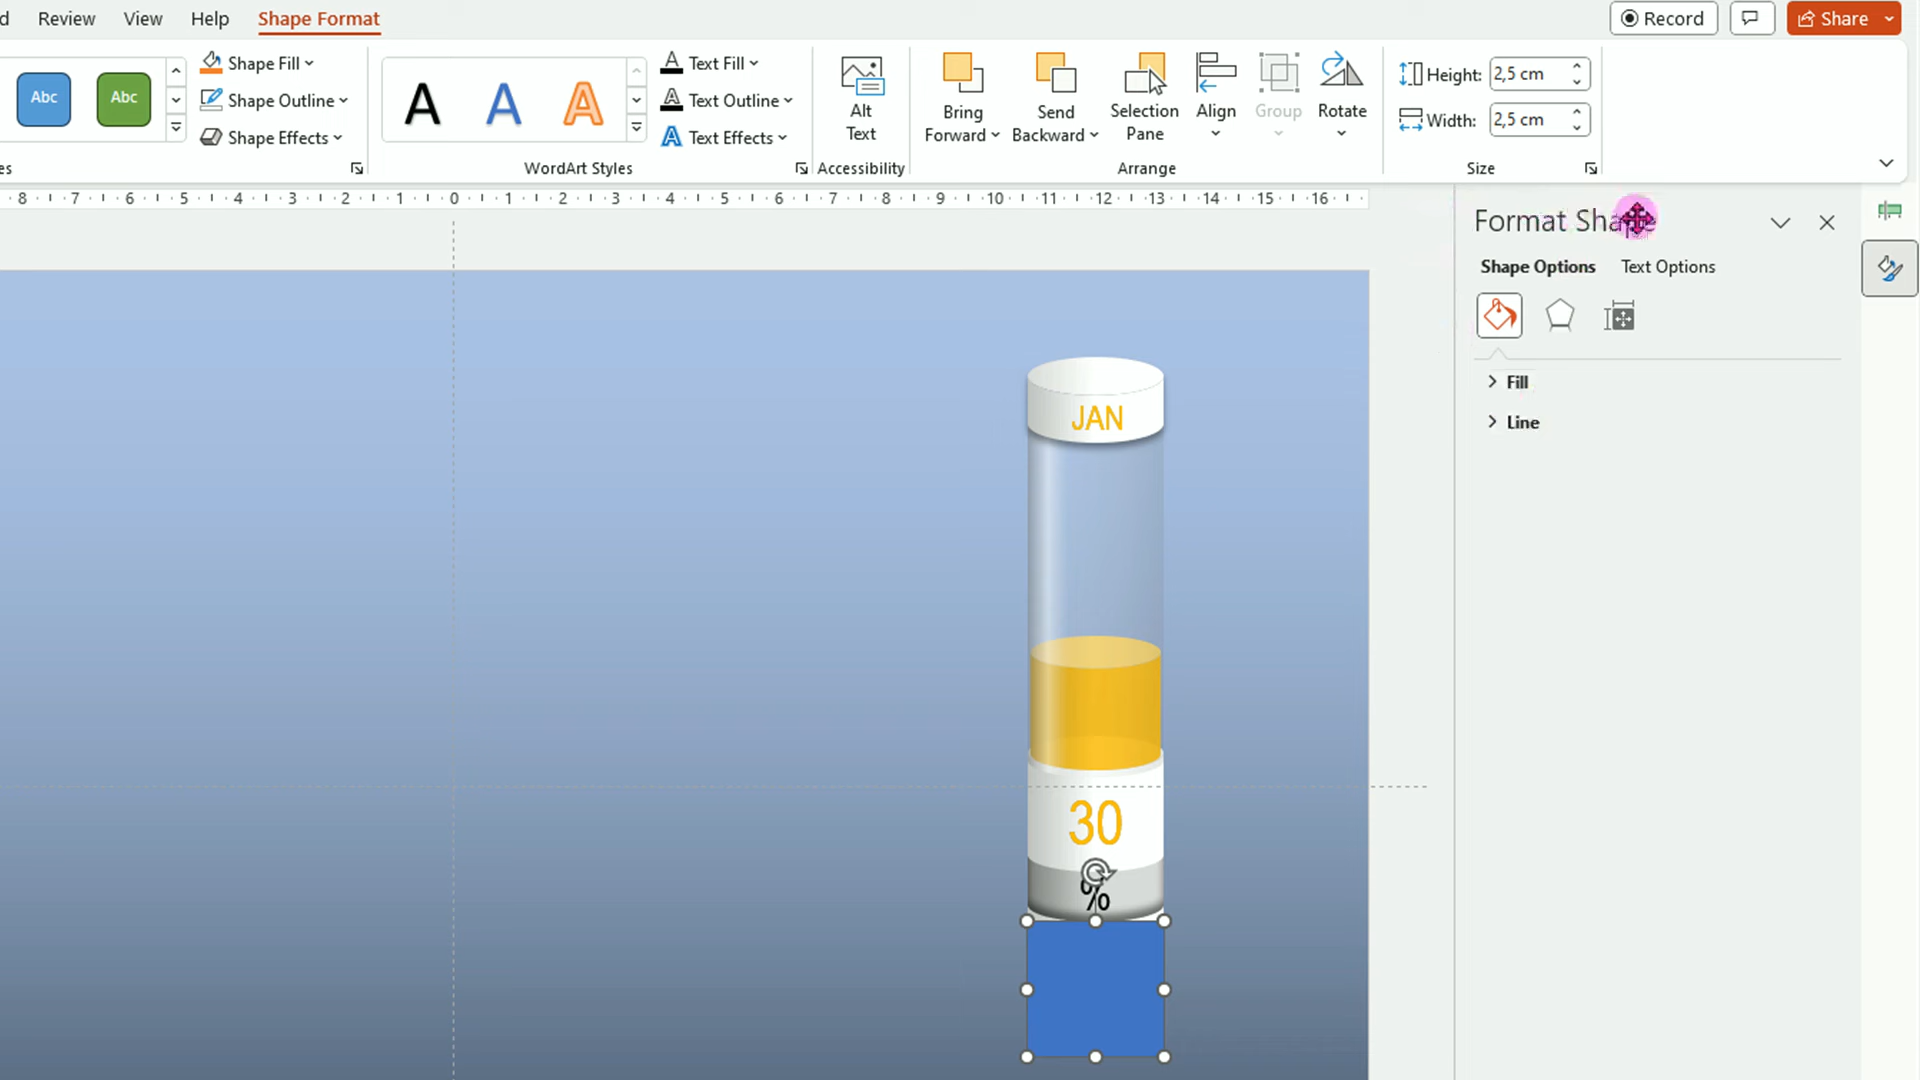 d Review View Help Shape Format Record Share
Abc Abc
Shape Fill
Shape Outline
Shape Effects
es
A A A
WordArt Styles
Text Fill
Text Outline
Text Effects
Alt
Text
Accessibility
Bring
Forward
Send
Backward
Selection
Pane
Align
Group
Rotate
Arrange
Height: 2,5 cm
Width: 2,5 cm
Size
8 7 6 5 4 3 2 1 0 1 2 3 4 5 6 7 8 9 10 11 12 13 14 15 16
Format Shape
Shape Options Text Options
Fill
Line
JAN
30
%